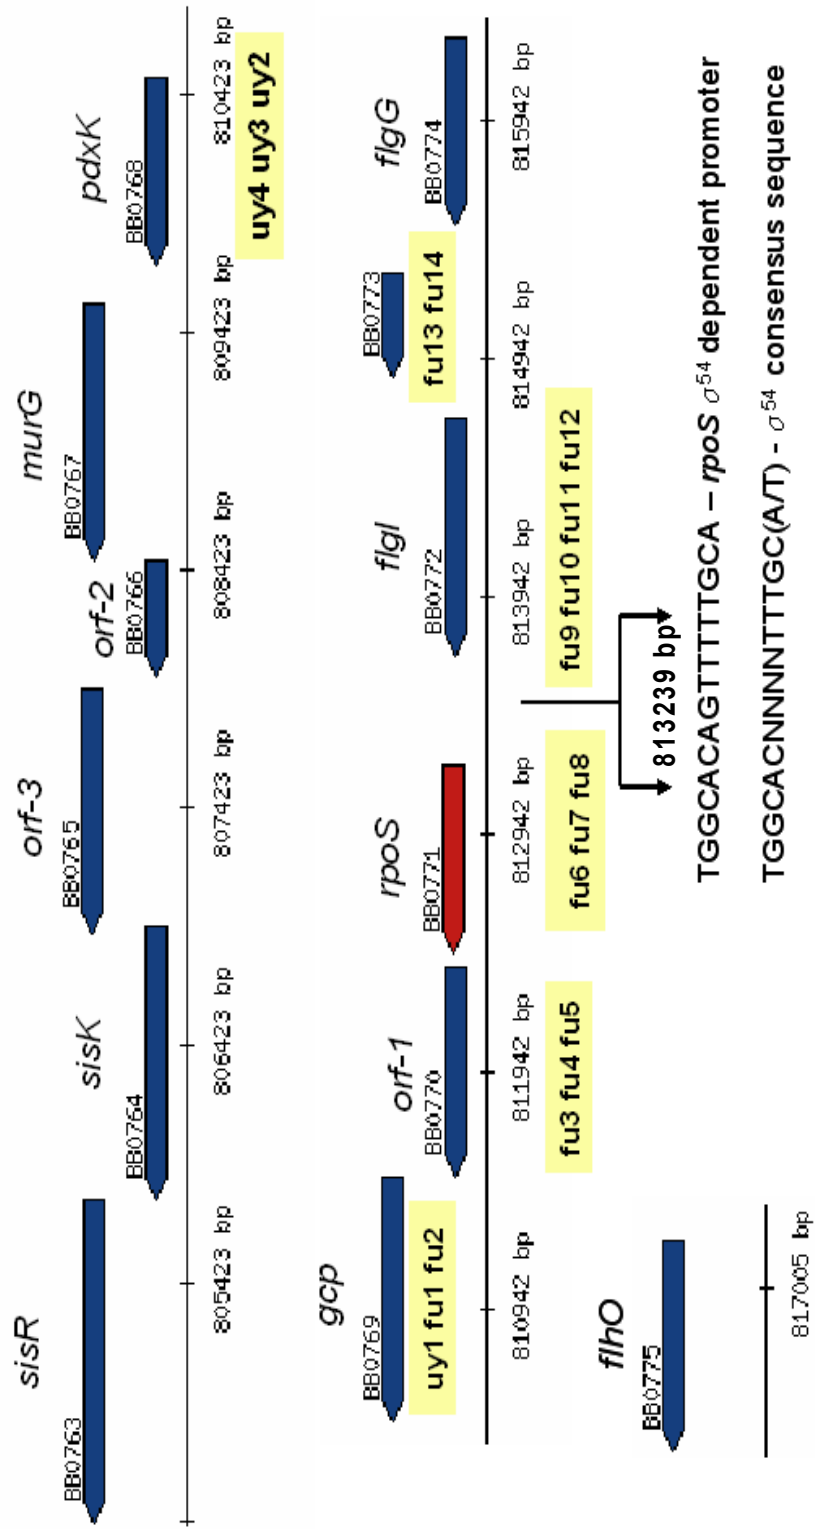 sisR sisK orf-3 orf-2 murG pdxK
BB0763 BB0764 BB0765 BB0766 BB0767 BB0768
805423 bp 806423 bp 807423 bp 808423 bp 809423 bp 810423 bp
uy4 uy3 uy2
gcp orf-1 rpoS flgI flgG
BB0769 BB0770 BB0771 BB0772 BB0773 BB0774
uy1 fu1 fu2 fu13 fu14
810942 bp 811942 bp 812942 bp 813942 bp 814942 bp 815942 bp
fu3 fu4 fu5 fu6 fu7 fu8 fu9 fu10 fu11 fu12
flhO
BB0775
813239 bp
TGGCACAGTTTTTGCA – rpoS σ54 dependent promoter
817005 bp
TGGCACNNNNTTTGC(A/T) - σ54 consensus sequence